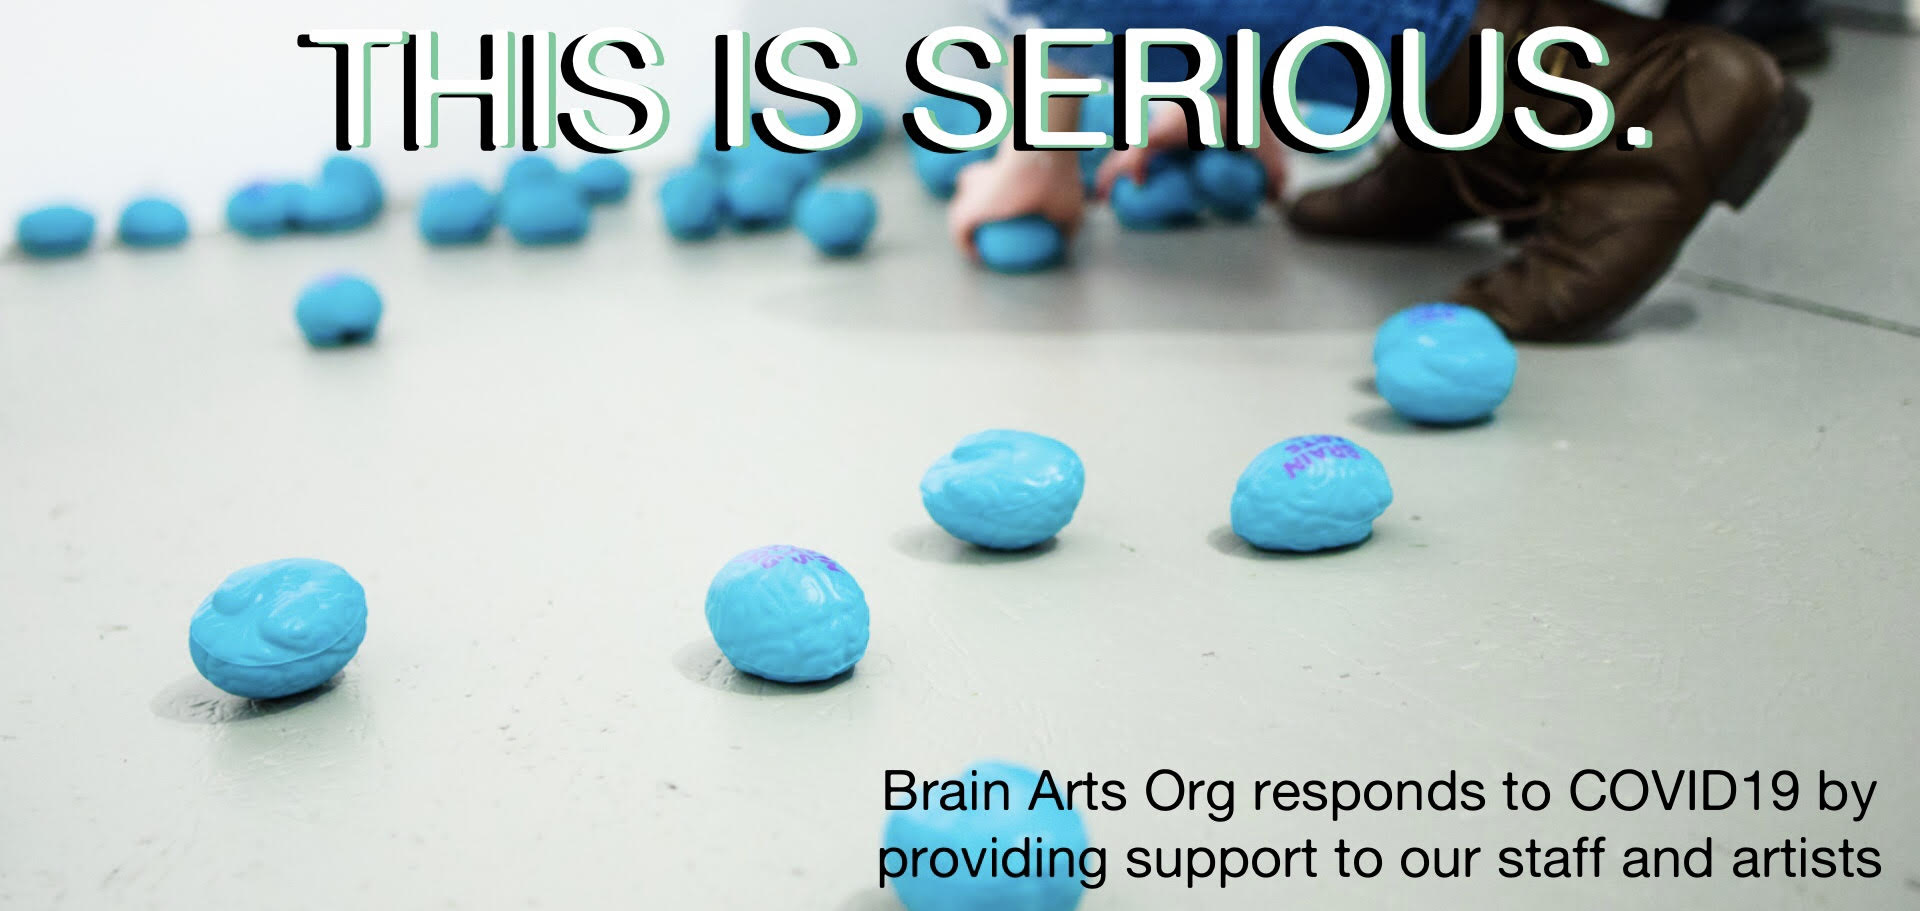 THIS IS SERIOUS.
BRAIN
ARTS
Brain Arts Org responds to COVID19 by
providing support to our staff and artists